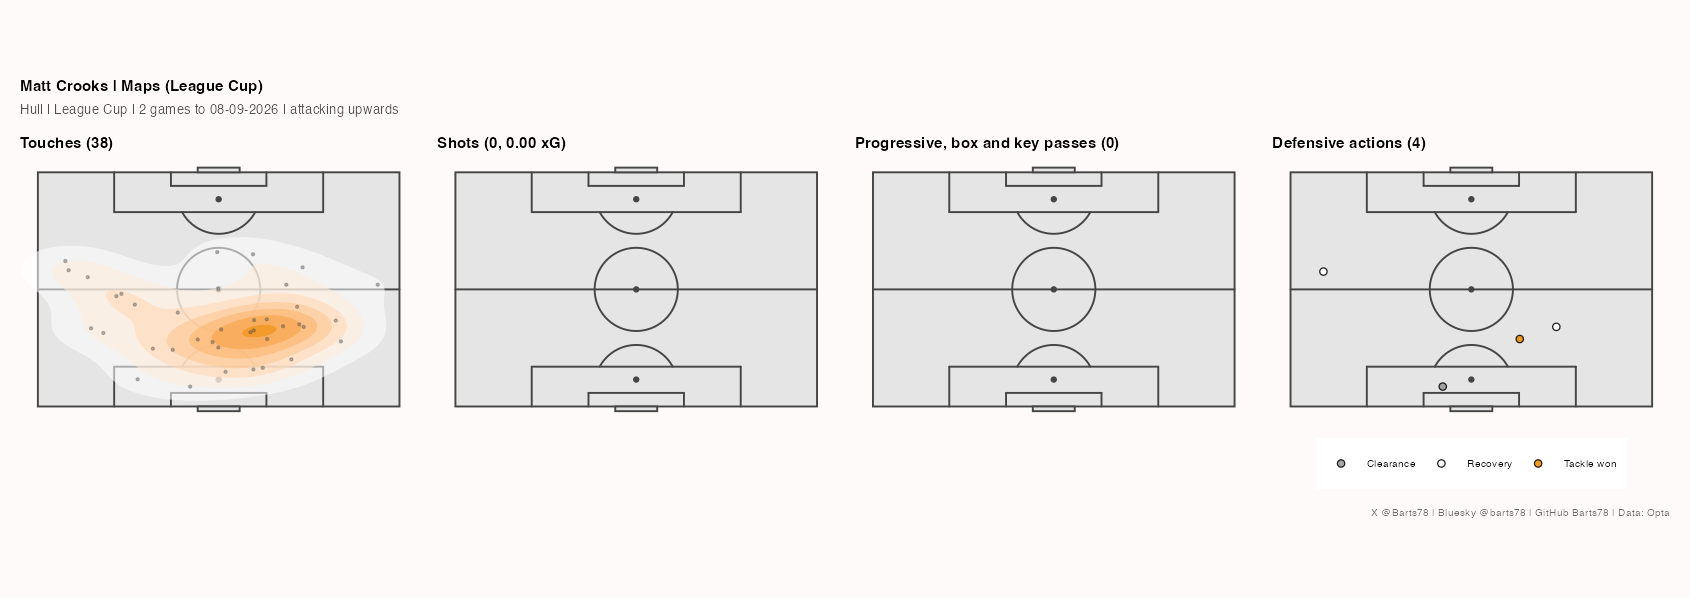 Matt Crooks | Maps (League Cup)
Hull | League Cup | 2 games to 08-09-2026 | attacking upwards
Touches (38)
Shots (0, 0.00 xG)
Progressive, box and key passes (0)
Defensive actions (4)
Clearance
Recovery
Tackle won
X @Barts78 | Bluesky @barts78 | GitHub Barts78 | Data: Opta